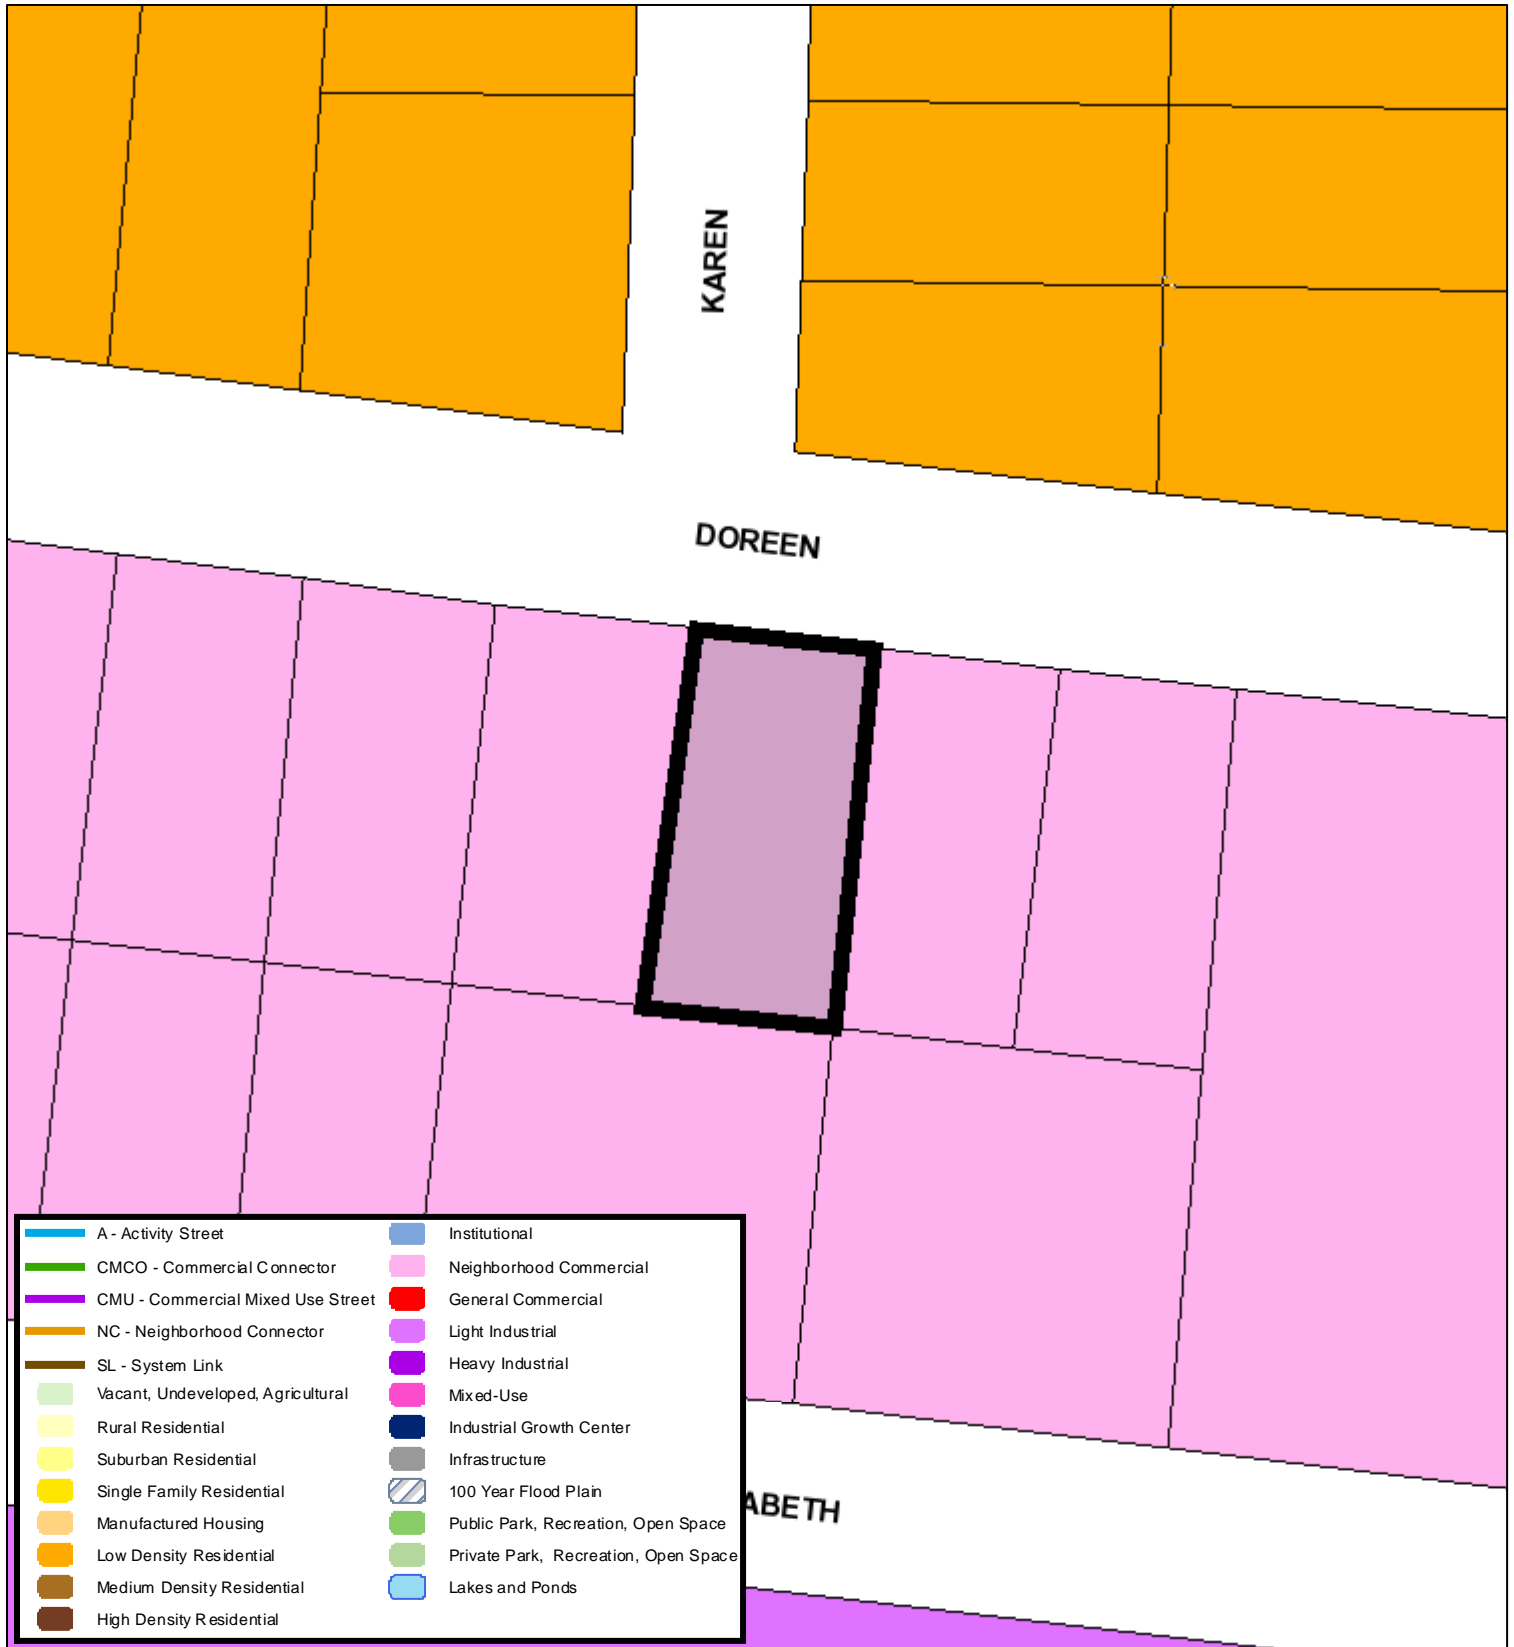 KAREN
DOREEN
A - Activity Street
CMCO - Commercial Connector
CMU - Commercial Mixed Use Street
NC - Neighborhood Connector
SL - System Link
Vacant, Undeveloped, Agricultural
Rural Residential
Suburban Residential
Single Family Residential
Manufactured Housing
Low Density Residential
Medium Density Residential
High Density Residential
Institutional
Neighborhood Commercial
General Commercial
Light Industrial
Heavy Industrial
Mixed-Use
Industrial Growth Center
Infrastructure
100 Year Flood Plain
Public Park, Recreation, Open Space
Private Park, Recreation, Open Space
Lakes and Ponds
ABETH